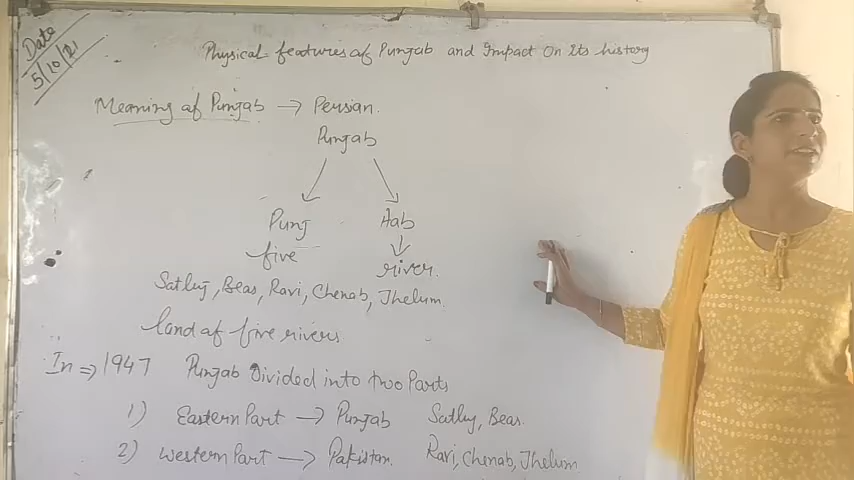 Date
5/10/21
Physical features of Punjab and Impact On Its history
Meaning of Punjab → Persian.
Punjab
Punj Aab
five river.
Satluj, Beas, Ravi, Chenab, Jhelum.
land of five rivers
In ⇒ 1947 Punjab Divided into two Parts
1) Eastern Part → Punjab Satluj, Beas.
2) Western Part → Pakistan. Ravi, Chenab, Jhelum